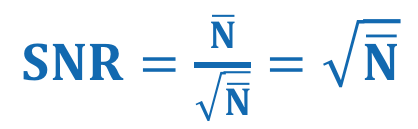 SNR = N̅ / √N̅ = √N̅